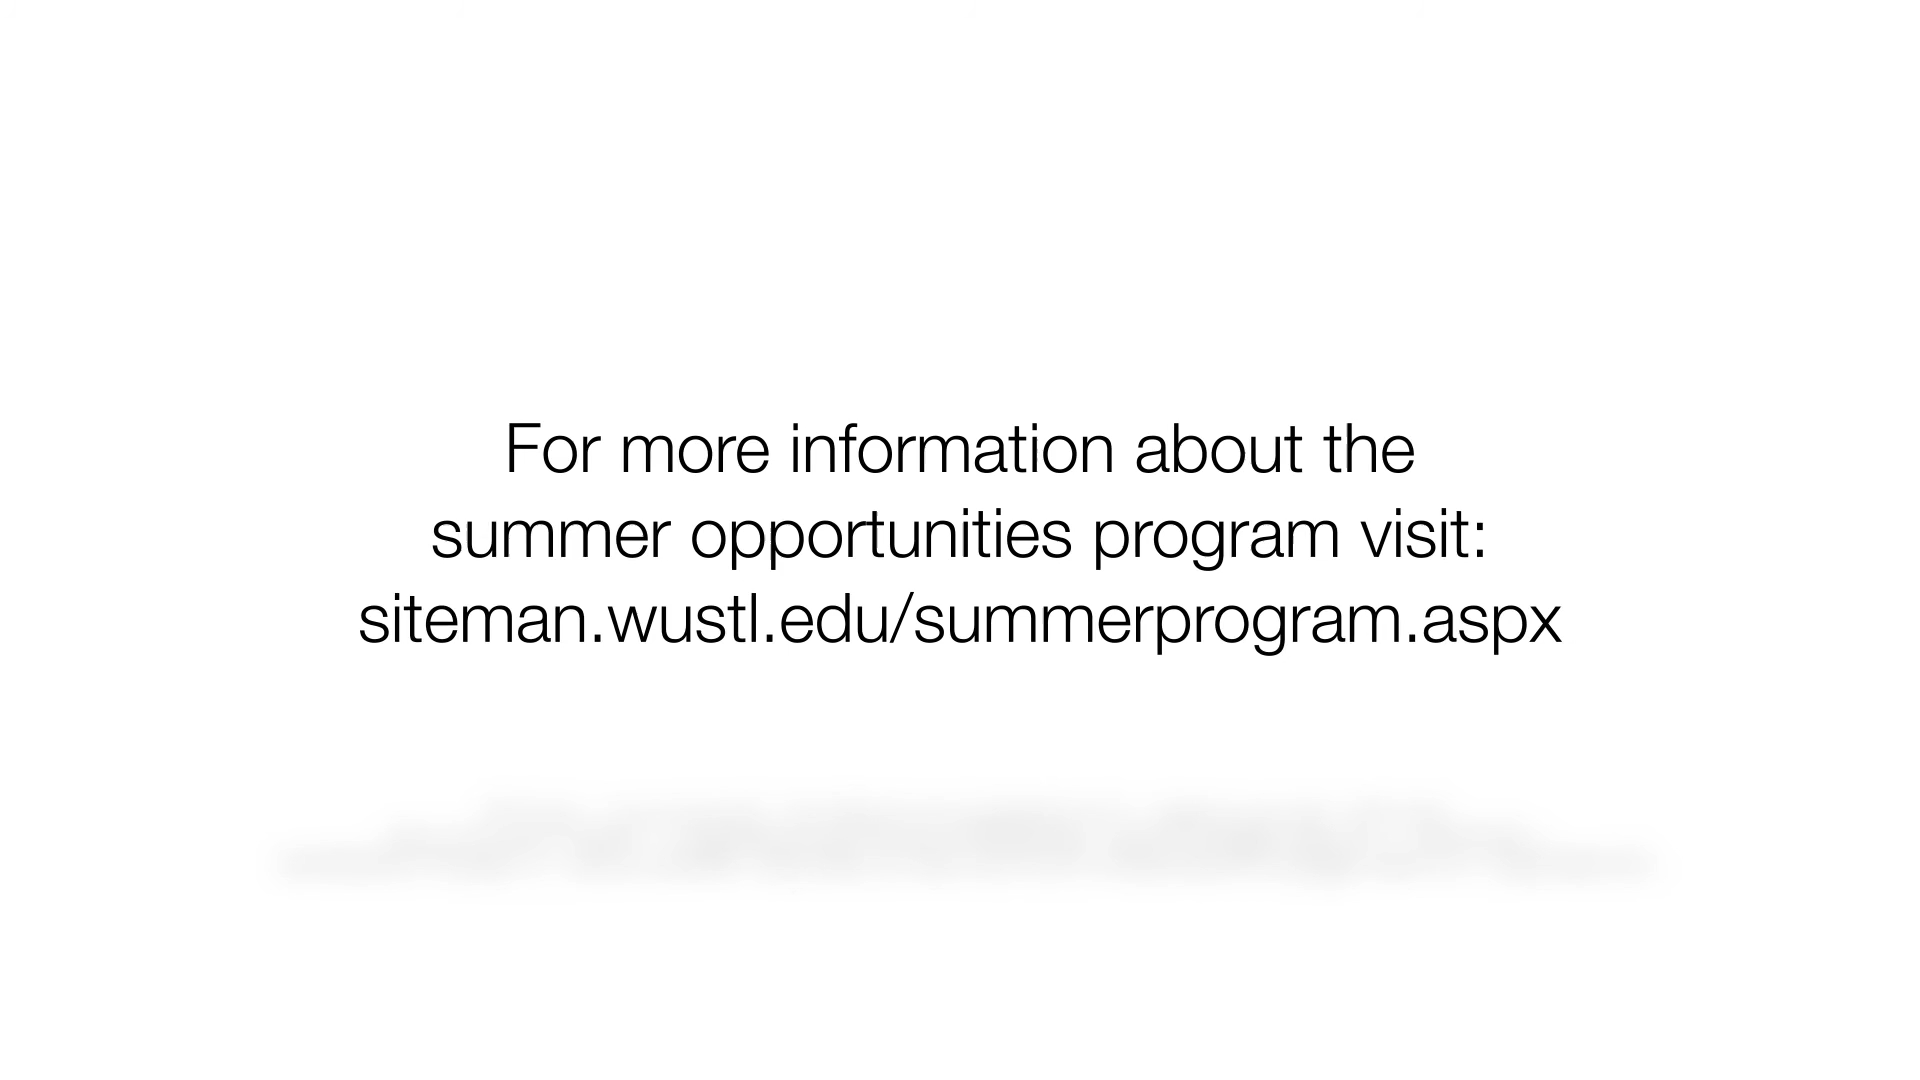 For more information about the
summer opportunities program visit:
siteman.wustl.edu/summerprogram.aspx